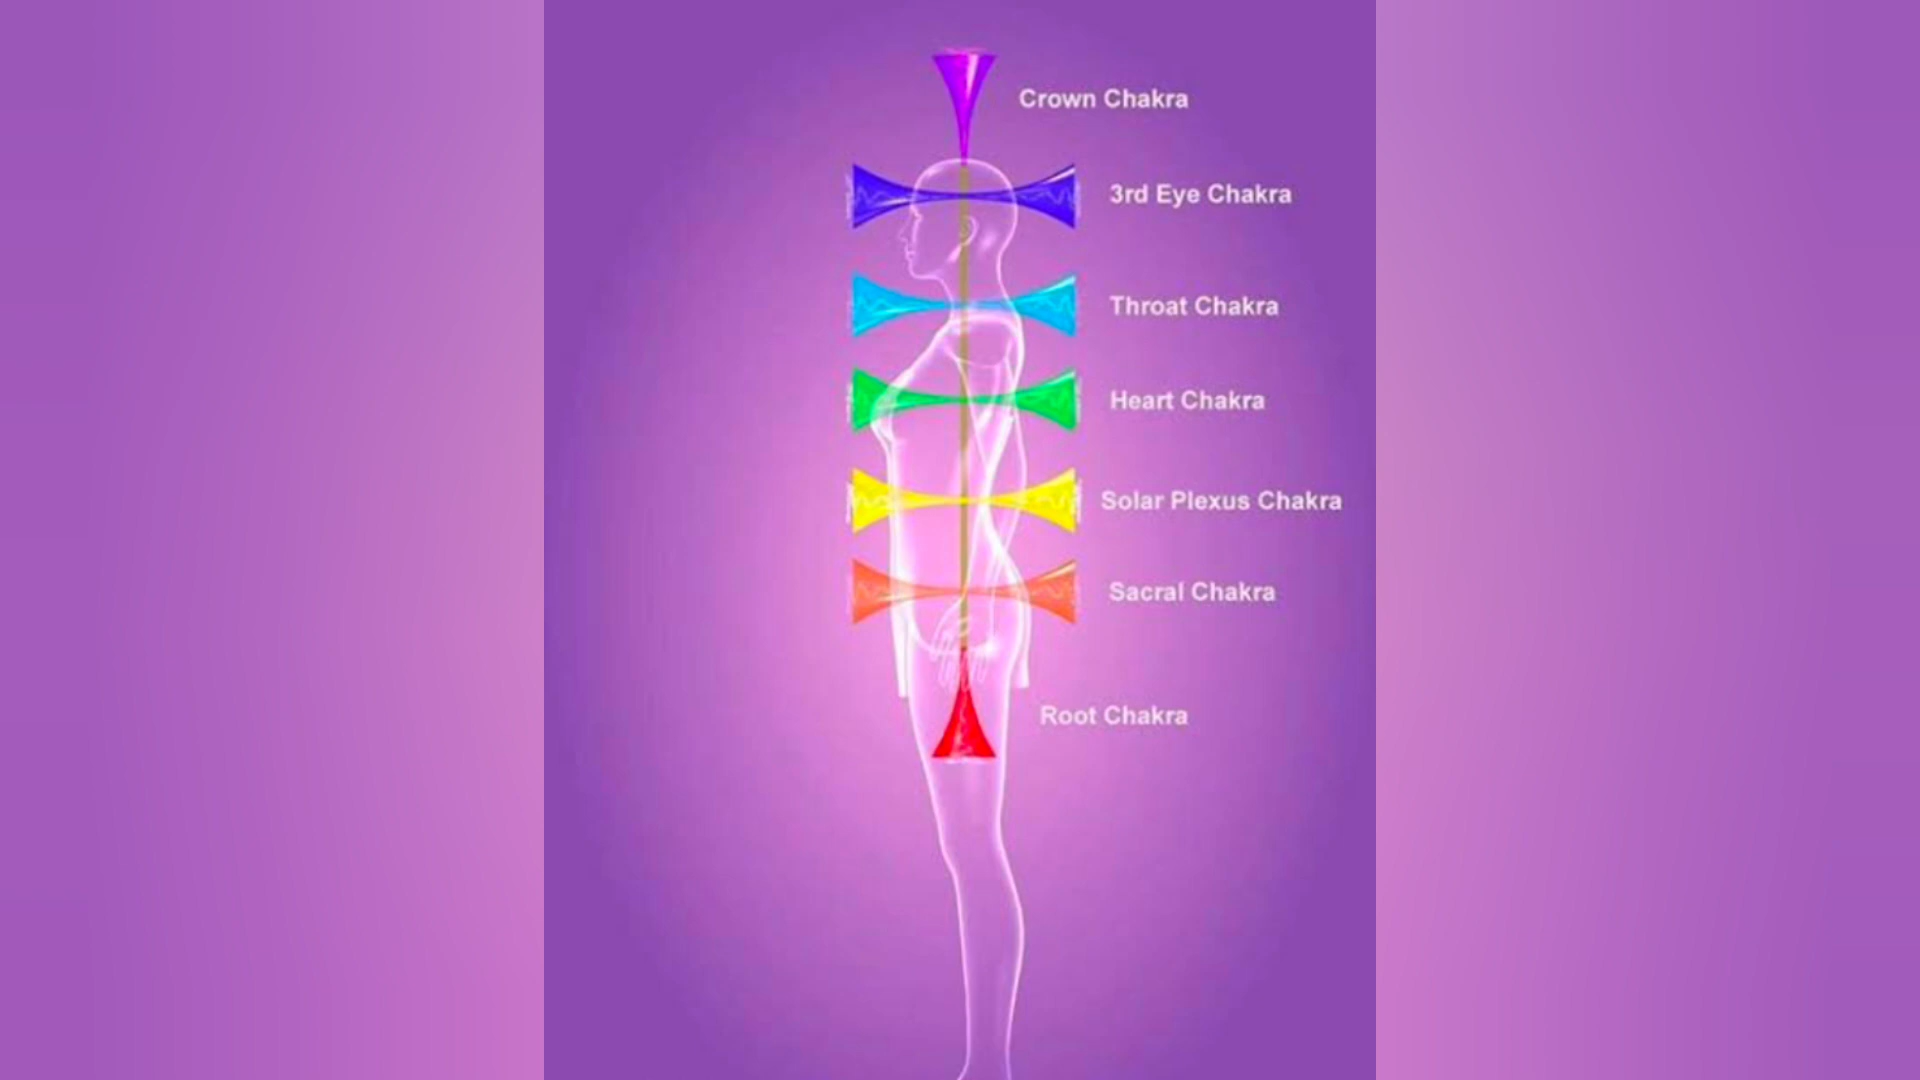 Crown Chakra
3rd Eye Chakra
Throat Chakra
Heart Chakra
Solar Plexus Chakra
Sacral Chakra
Root Chakra